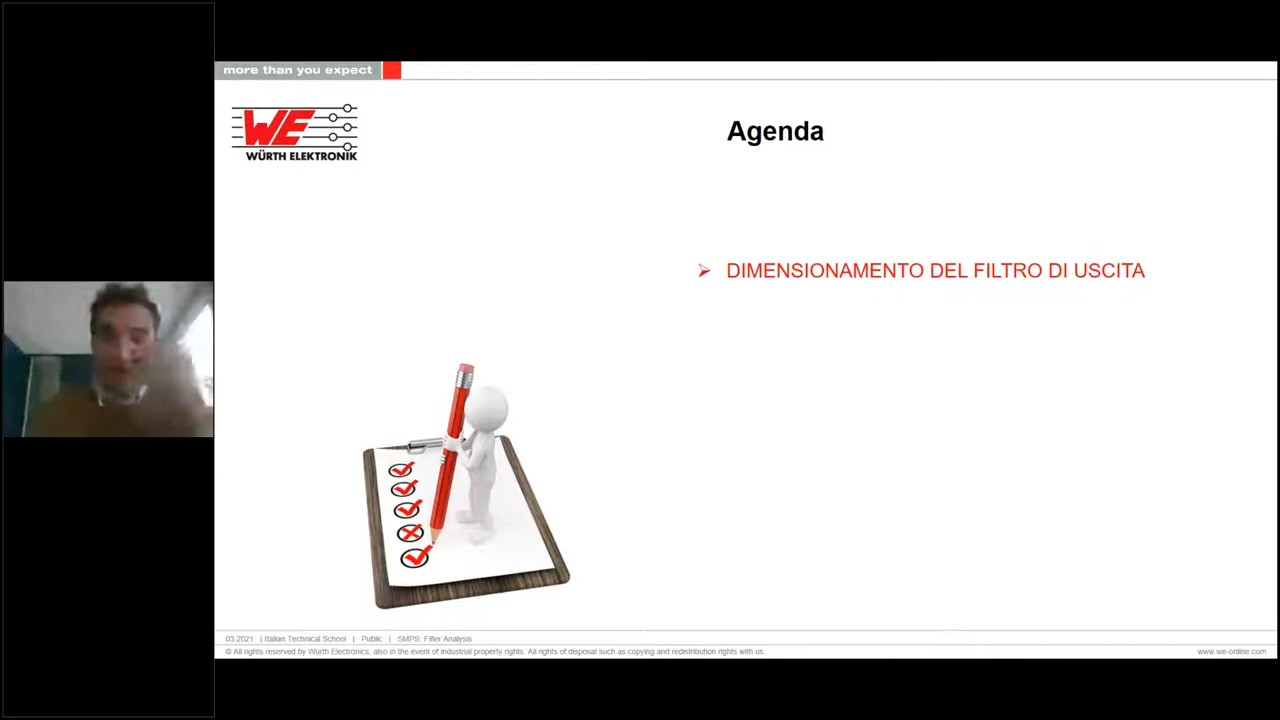 more than you expect
WE
WÜRTH ELEKTRONIK
Agenda
➢ DIMENSIONAMENTO DEL FILTRO DI USCITA
03.2021 | Italian Technical School | Public | SMPS: Filter Analysis
© All rights reserved by Wurth Electronics, also in the event of industrial property rights. All rights of disposal such as copying and redistribution rights with us.
www.we-online.com